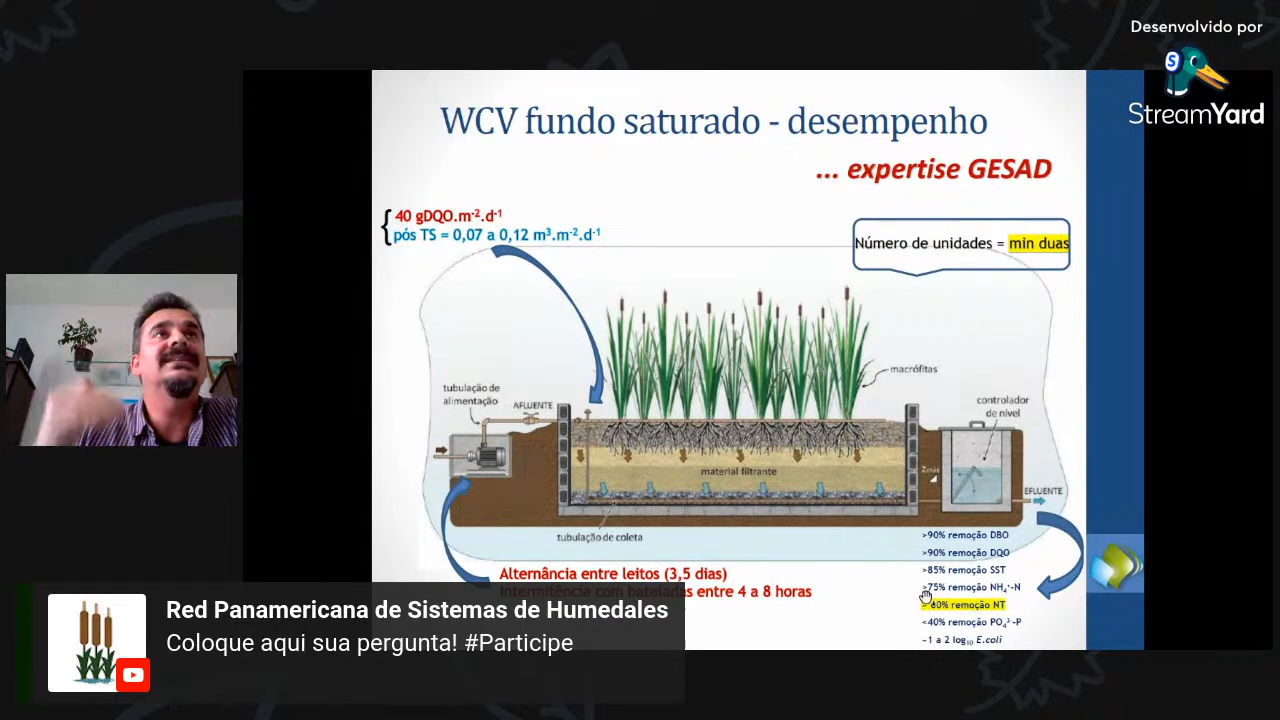 Desenvolvido por
StreamYard
WCV fundo saturado - desempenho
... expertise GESAD
40 gDQO.m⁻².d⁻¹
pós TS = 0,07 a 0,12 m³.m⁻².d⁻¹
Número de unidades = min duas
macrófitas
tubulação de
alimentação
AFLUENTE
controlador
de nível
material filtrante
Zmáx
EFLUENTE
tubulação de coleta
>90% remoção DBO
>90% remoção DQO
>85% remoção SST
>75% remoção NH₄⁺-N
60% remoção NT
<40% remoção PO₄³⁻-P
~1 a 2 log₁₀ E.coli
Alternância entre leitos (3,5 dias)
Intermitência com bateladas entre 4 a 8 horas
Red Panamericana de Sistemas de Humedales
Coloque aqui sua pergunta! #Participe